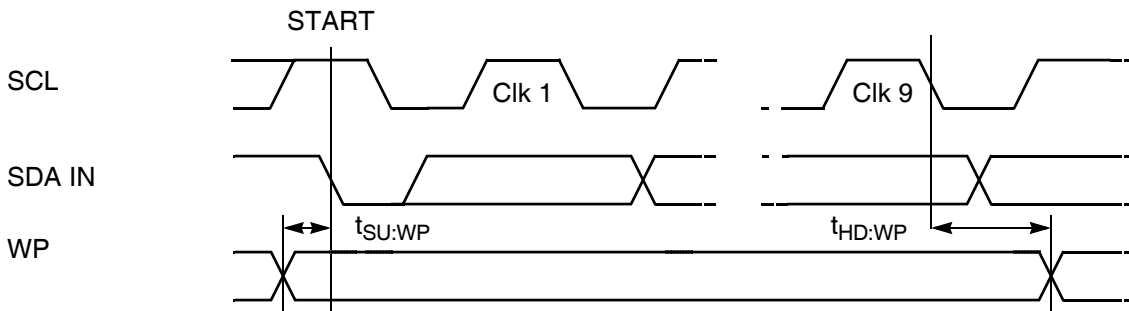 START
SCL
Clk 1
Clk 9
SDA IN
tSU:WP
tHD:WP
WP